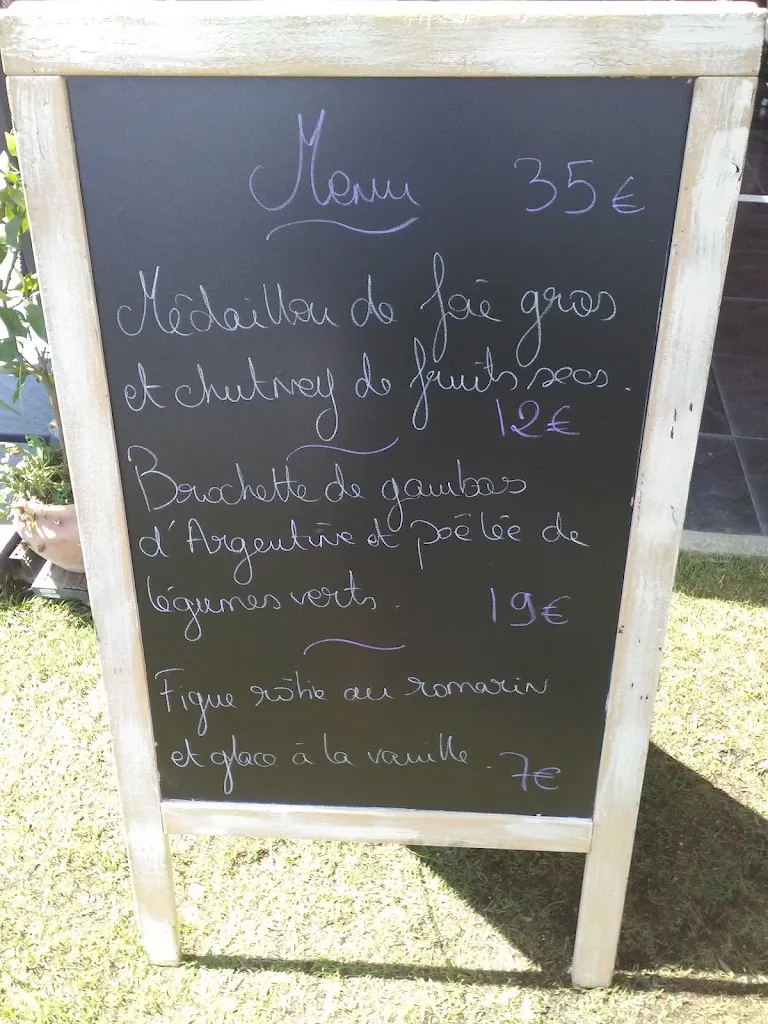 Menu 35€
Médaillon de foie gras
et chutney de fruits secs.
12€
Brochette de gambas
d'Argentine et poêlée de
légumes verts.
19€
Figue rôtie au romarin
et glace à la vanille.
7€